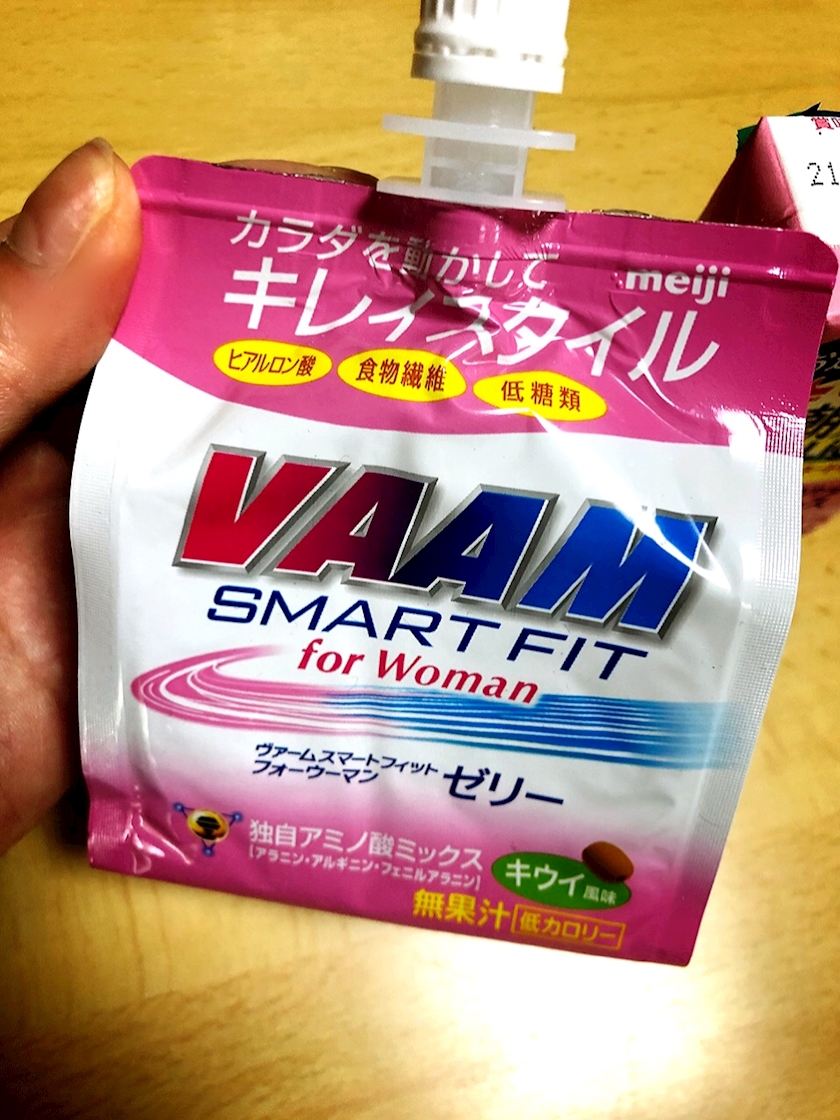 カラダを動かして
meiji
キレイスタイル
ヒアルロン酸 食物繊維 低糖類
VAAM
SMART FIT
for Woman
ヴァームスマートフィット
フォーウーマン
ゼリー
独自アミノ酸ミックス
[アラニン・アルギニン・フェニルアラニン]
キウイ風味
無果汁 低カロリー
賞味
21